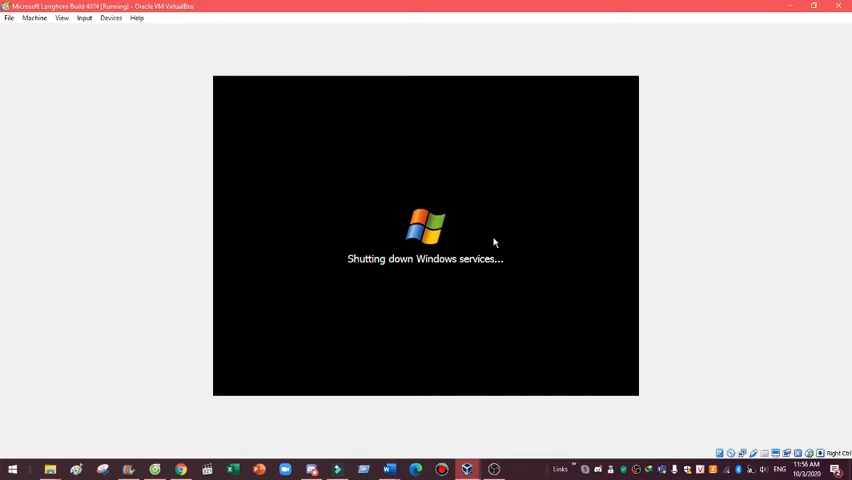 Microsoft Longhorn Build 4074 [Running] - Oracle VM VirtualBox
File Machine View Input Devices Help
Shutting down Windows services...
Links
ENG
11:56 AM
10/3/2020
Right Ctrl